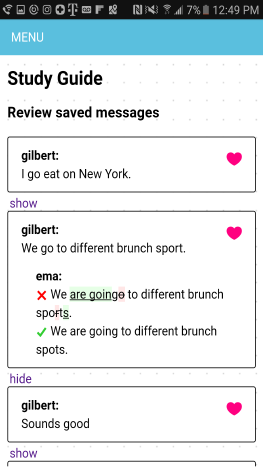 7% 12:49 PM
MENU
Study Guide
Review saved messages
gilbert:
I go eat on New York.
show
gilbert:
We go to different brunch sport.
ema:
We are goingo to different brunch
sporrts.
We are going to different brunch
spots.
hide
gilbert:
Sounds good
show